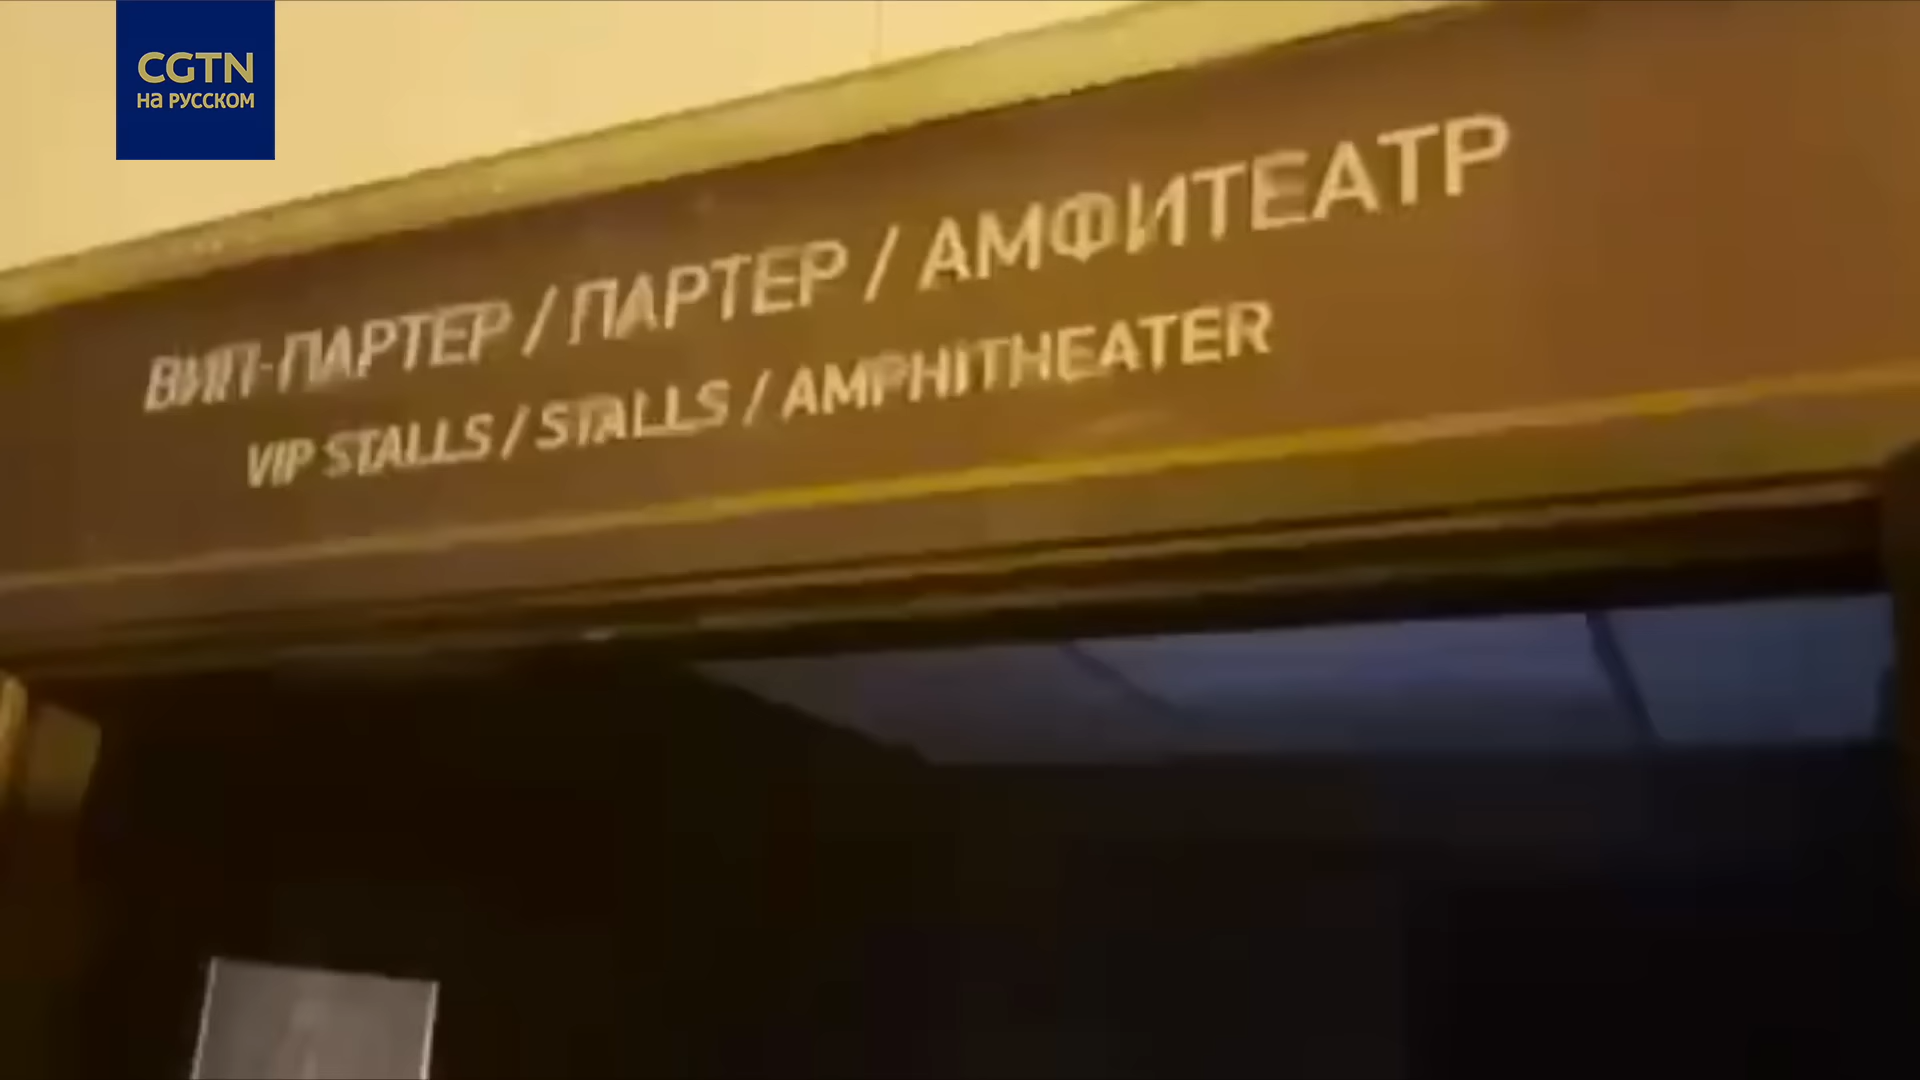 CGTN
на РУССКОМ
ВИП-ПАРТЕР / ПАРТЕР / АМФИТЕАТР
VIP STALLS / STALLS / AMPHITHEATER